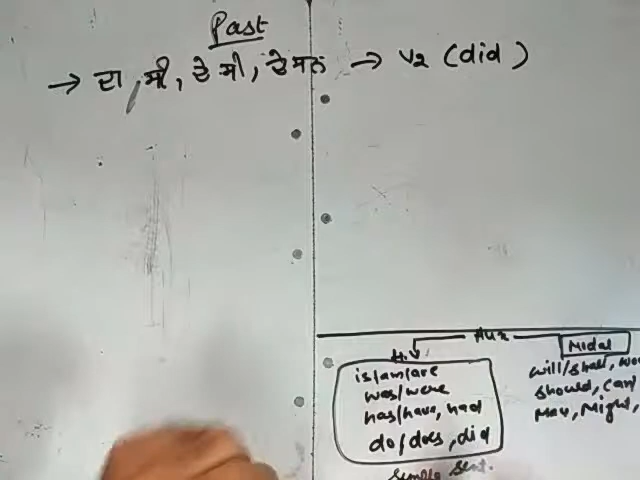 Past
→ ਦਾ, ਸੀ, ਦੇ ਸੀ, ਦੇ ਸਨ → V₂ (did)
Aux
H. Modal
is/am/are
was/were
has/have, had
do/does, did
will/shall,
should, can/
May, Might,
Simple Sent.